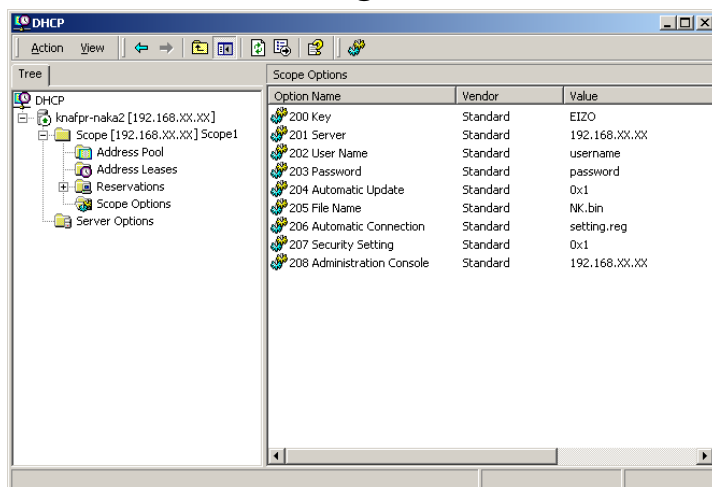 DHCP
Action View
Tree
Scope Options
DHCP
knafpr-naka2 [192.168.XX.XX]
Scope [192.168.XX.XX] Scope1
Address Pool
Address Leases
Reservations
Scope Options
Server Options
Option Name Vendor Value
200 Key Standard EIZO
201 Server Standard 192.168.XX.XX
202 User Name Standard username
203 Password Standard password
204 Automatic Update Standard 0x1
205 File Name Standard NK.bin
206 Automatic Connection Standard setting.reg
207 Security Setting Standard 0x1
208 Administration Console Standard 192.168.XX.XX